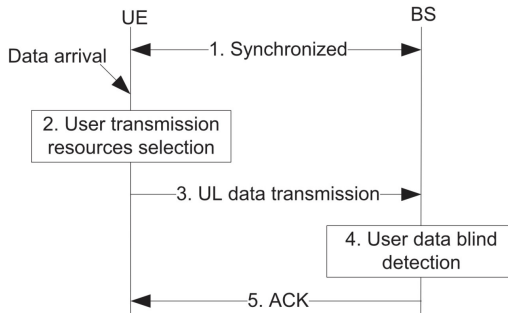 UE
BS
1. Synchronized
Data arrival
2. User transmission
resources selection
3. UL data transmission
4. User data blind
detection
5. ACK